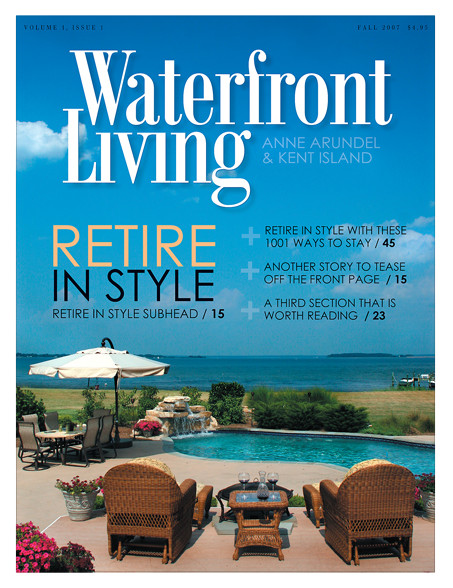 VOLUME 1, ISSUE 1
FALL 2007 $4.95
Waterfront
Living
ANNE ARUNDEL
& KENT ISLAND
RETIRE
IN STYLE
RETIRE IN STYLE SUBHEAD / 15
+ RETIRE IN STYLE WITH THESE
1001 WAYS TO STAY / 45
+ ANOTHER STORY TO TEASE
OFF THE FRONT PAGE / 15
+ A THIRD SECTION THAT IS
WORTH READING / 23